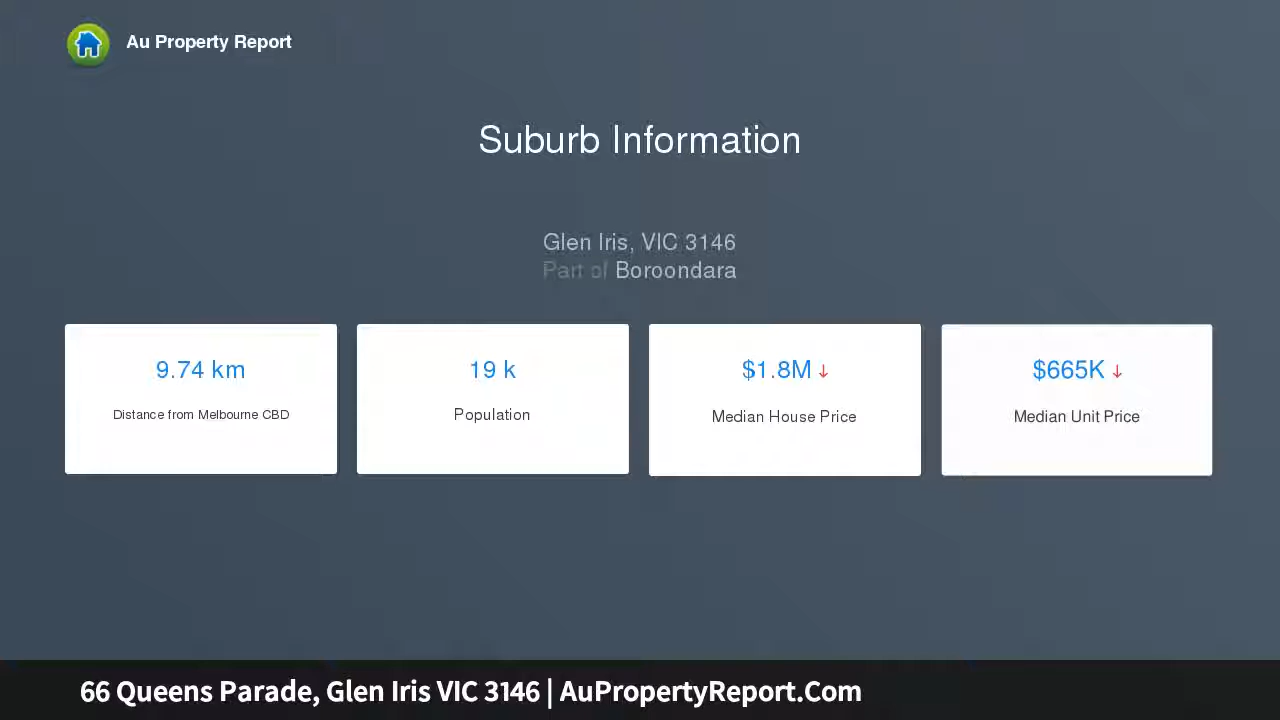 Au Property Report
Suburb Information
Glen Iris, VIC 3146
Part of Boroondara
9.74 km
Distance from Melbourne CBD
19 k
Population
$1.8M ↓
Median House Price
$665K ↓
Median Unit Price
66 Queens Parade, Glen Iris VIC 3146 | AuPropertyReport.Com